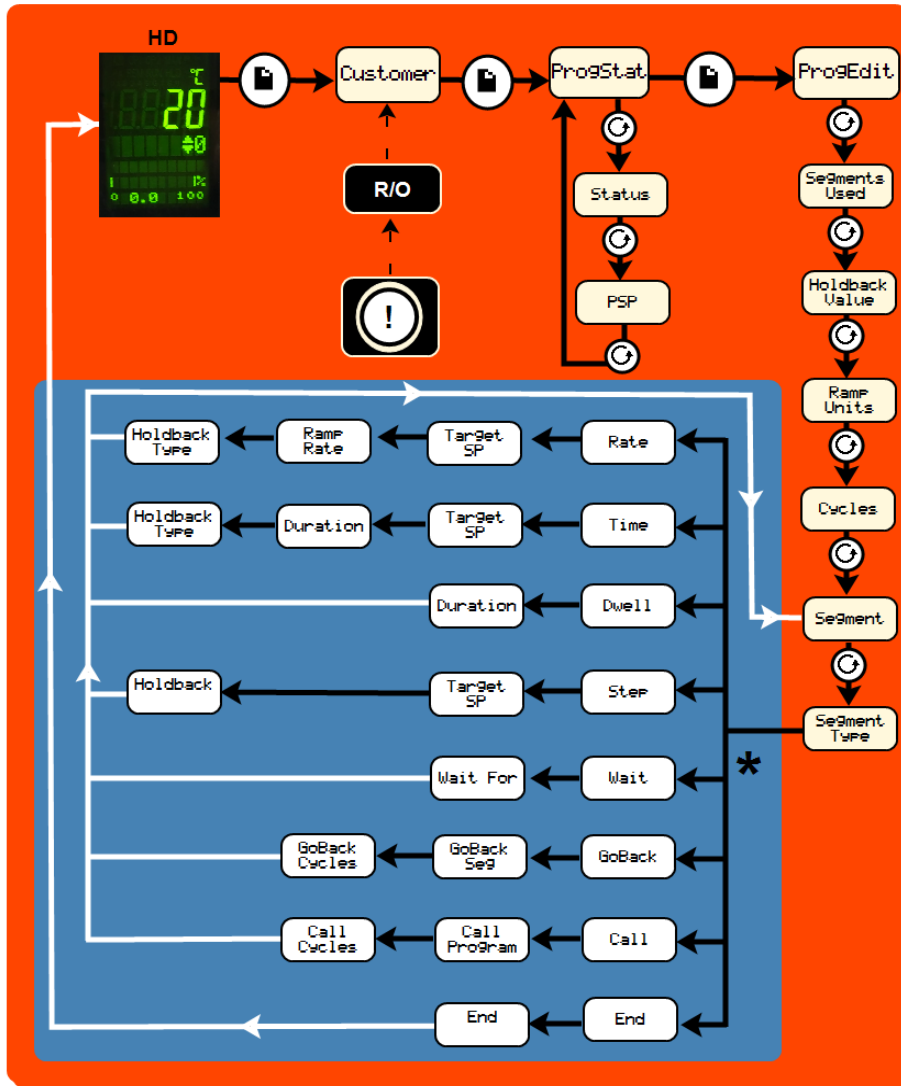 HD
°C
20
0
1%
0 0.0 100
Customer
ProgStat
ProgEdit
R/O
!
Status
PSP
Segments
Used
Holdback
Value
Ramp
Units
Cycles
Segment
Segment
Type
*
Rate
Target
SP
Ramp
Rate
Holdback
Type
Time
Target
SP
Duration
Holdback
Type
Dwell
Duration
Step
Target
SP
Holdback
Wait
Wait For
GoBack
GoBack
Seg
GoBack
Cycles
Call
Call
Program
Call
Cycles
End
End